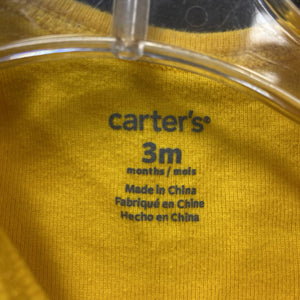 carter's®
3m
months / mois
Made in China
Fabriqué en Chine
Hecho en China